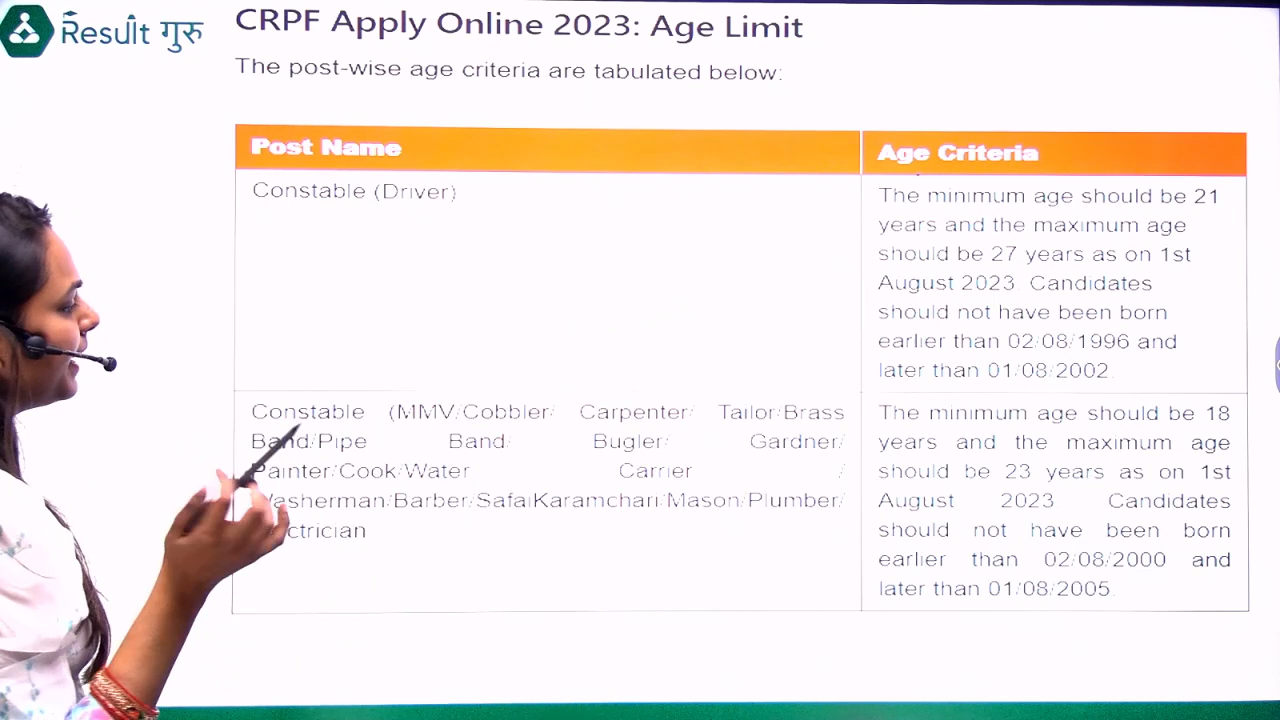 Result गुरु
CRPF Apply Online 2023: Age Limit
The post-wise age criteria are tabulated below:
Post Name
Age Criteria
Constable (Driver)
The minimum age should be 21
years and the maximum age
should be 27 years as on 1st
August 2023. Candidates
should not have been born
earlier than 02/08/1996 and
later than 01/08/2002.
Constable (MMV/Cobbler/ Carpenter/ Tailor/Brass
Band/Pipe Band/ Bugler/ Gardner/
Painter/Cook/Water Carrier /
Washerman/Barber/SafaiKaramchari/Mason/Plumber/
ctrician
The minimum age should be 18
years and the maximum age
should be 23 years as on 1st
August 2023 Candidates
should not have been born
earlier than 02/08/2000 and
later than 01/08/2005.